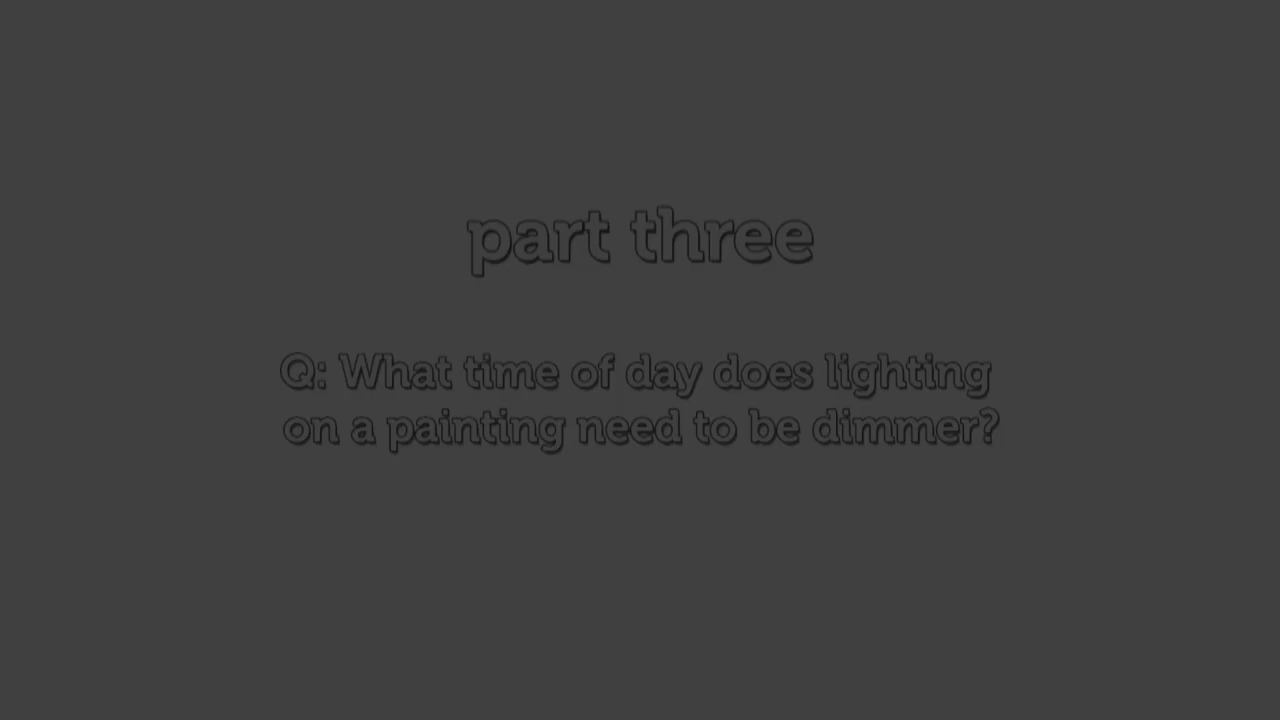 part three
Q: What time of day does lighting
on a painting need to be dimmer?